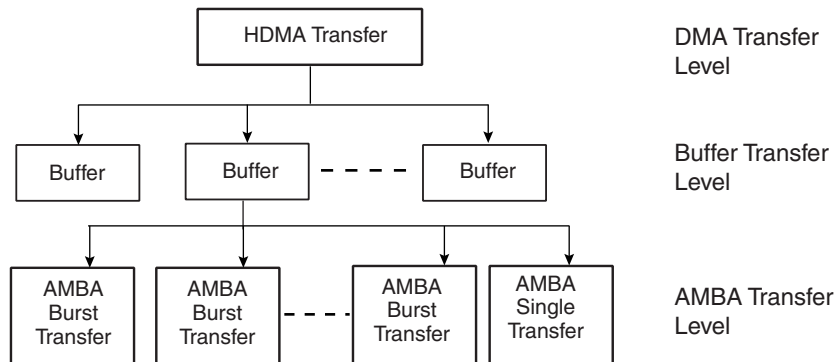 HDMA Transfer
DMA Transfer
Level
Buffer
Buffer
Buffer
Buffer Transfer
Level
AMBA
Burst
Transfer
AMBA
Burst
Transfer
AMBA
Burst
Transfer
AMBA
Single
Transfer
AMBA Transfer
Level